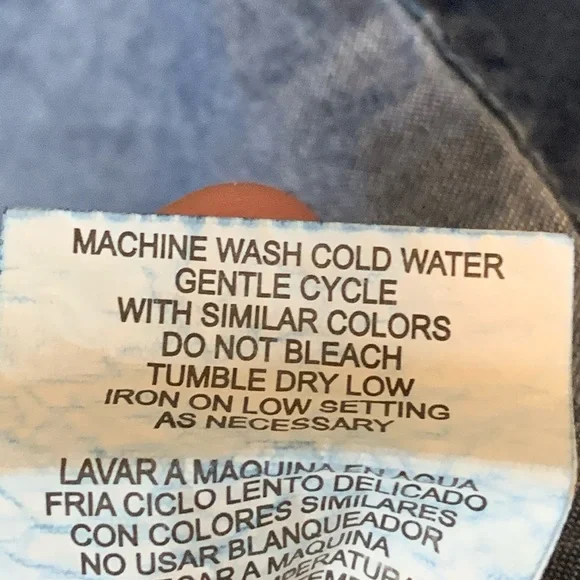 MACHINE WASH COLD WATER
GENTLE CYCLE
WITH SIMILAR COLORS
DO NOT BLEACH
TUMBLE DRY LOW
IRON ON LOW SETTING
AS NECESSARY
LAVAR A MAQUINA EN AGUA
FRIA CICLO LENTO DELICADO
CON COLORES SIMILARES
NO USAR BLANQUEADOR
A MAQUINA